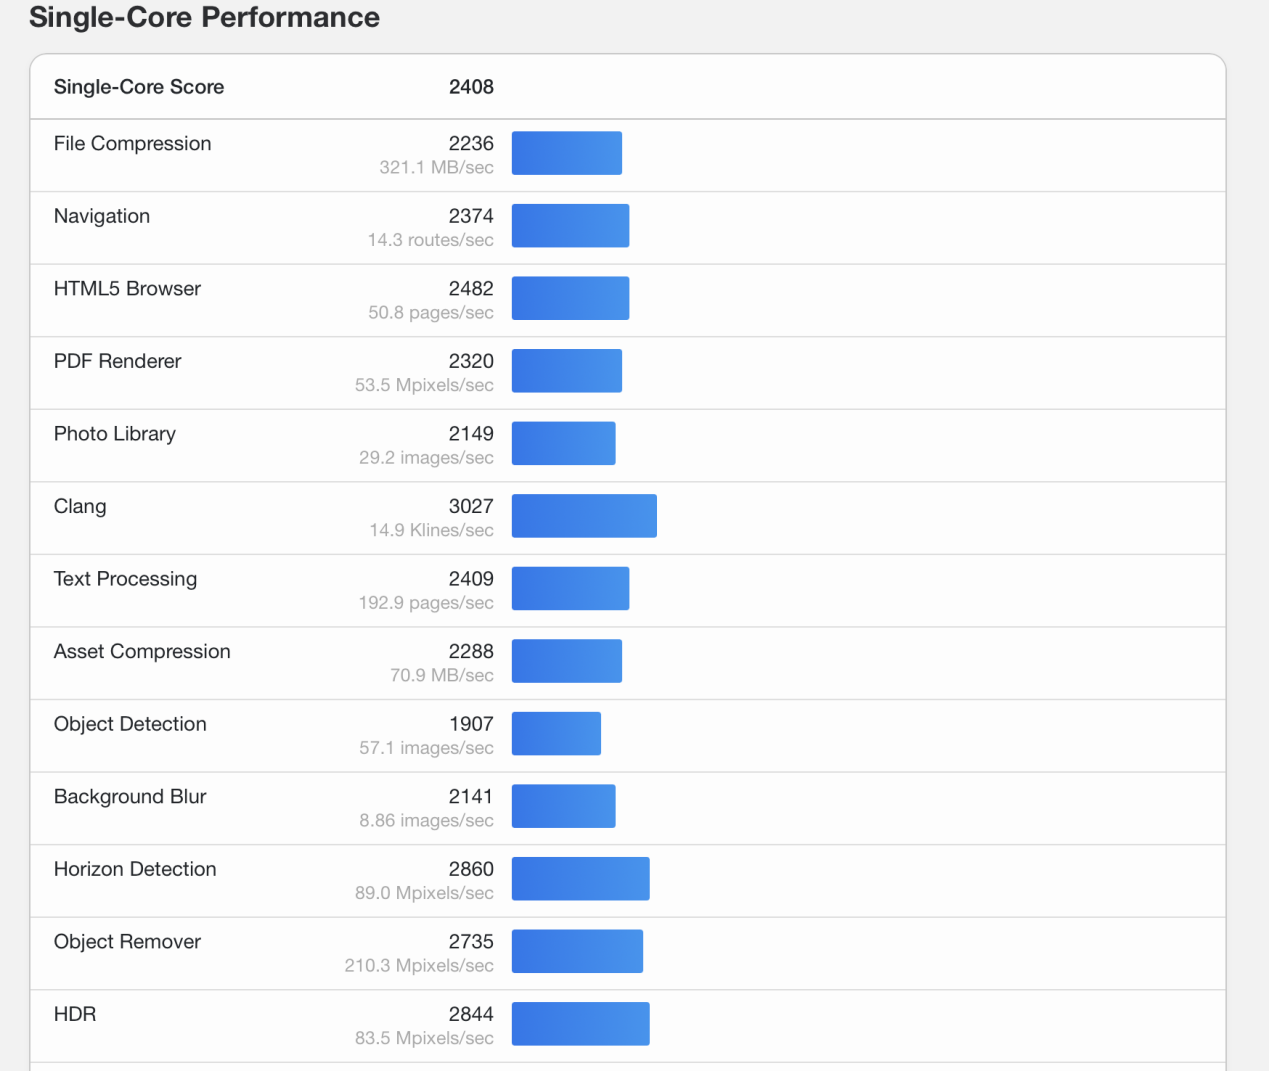 Single-Core Performance
Single-Core Score 2408
File Compression 2236
321.1 MB/sec
Navigation 2374
14.3 routes/sec
HTML5 Browser 2482
50.8 pages/sec
PDF Renderer 2320
53.5 Mpixels/sec
Photo Library 2149
29.2 images/sec
Clang 3027
14.9 Klines/sec
Text Processing 2409
192.9 pages/sec
Asset Compression 2288
70.9 MB/sec
Object Detection 1907
57.1 images/sec
Background Blur 2141
8.86 images/sec
Horizon Detection 2860
89.0 Mpixels/sec
Object Remover 2735
210.3 Mpixels/sec
HDR 2844
83.5 Mpixels/sec